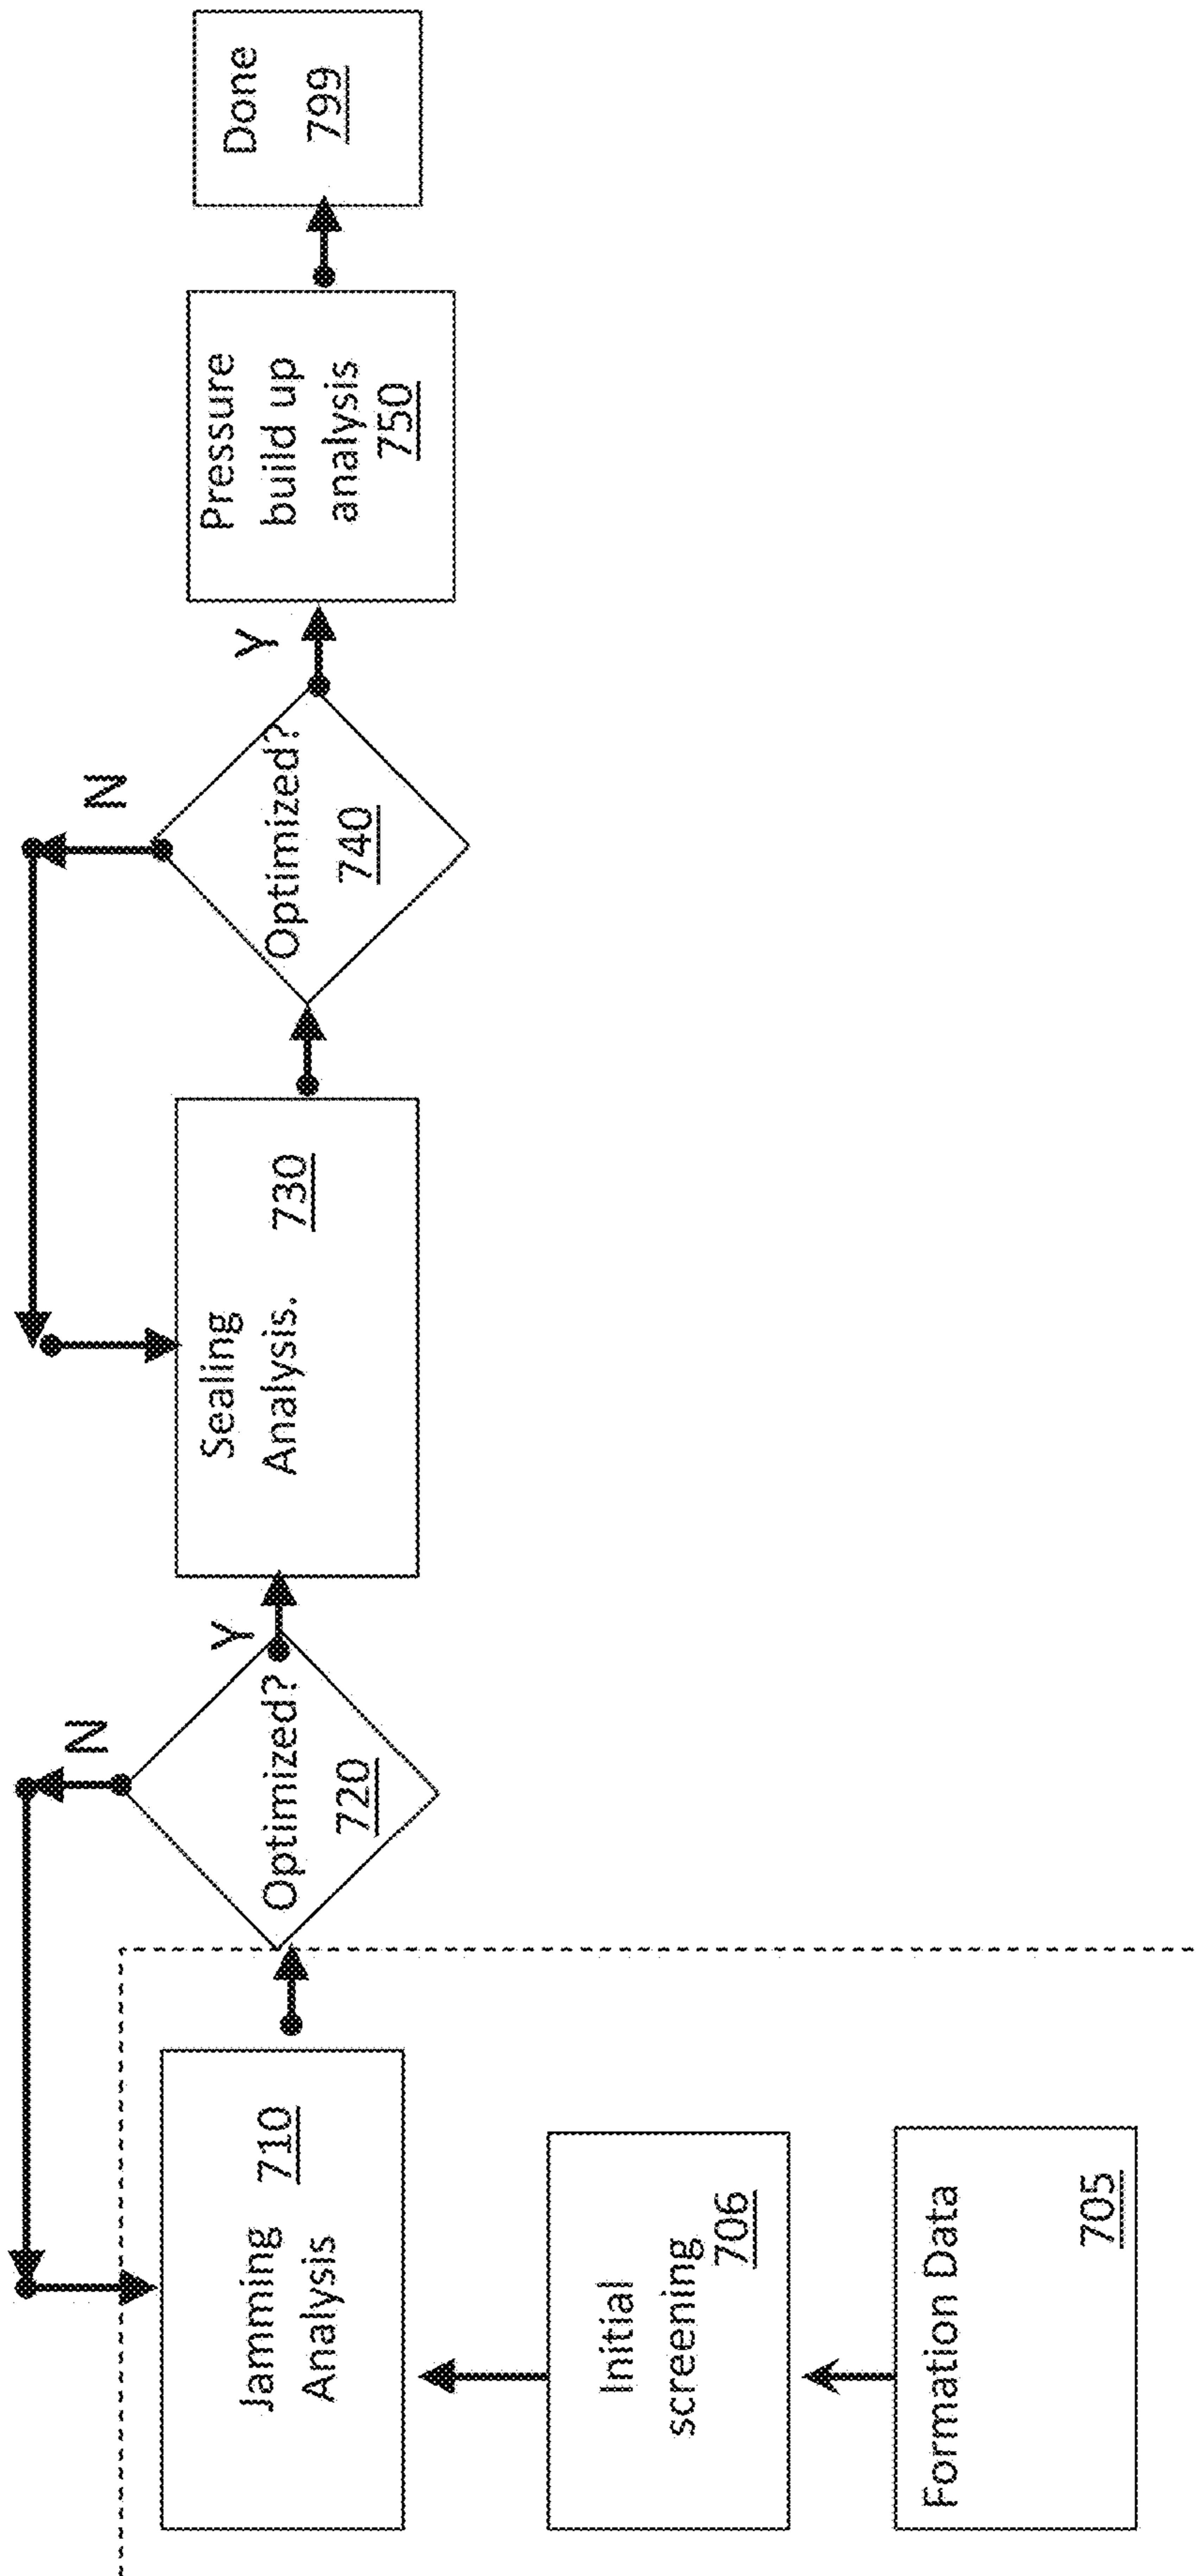 Formation Data
705
Initial
screening
706
Jamming
Analysis
710
N
Optimized?
720
Y
Sealing
Analysis.
730
N
Optimized?
740
Y
Pressure
build up
analysis
750
Done
799